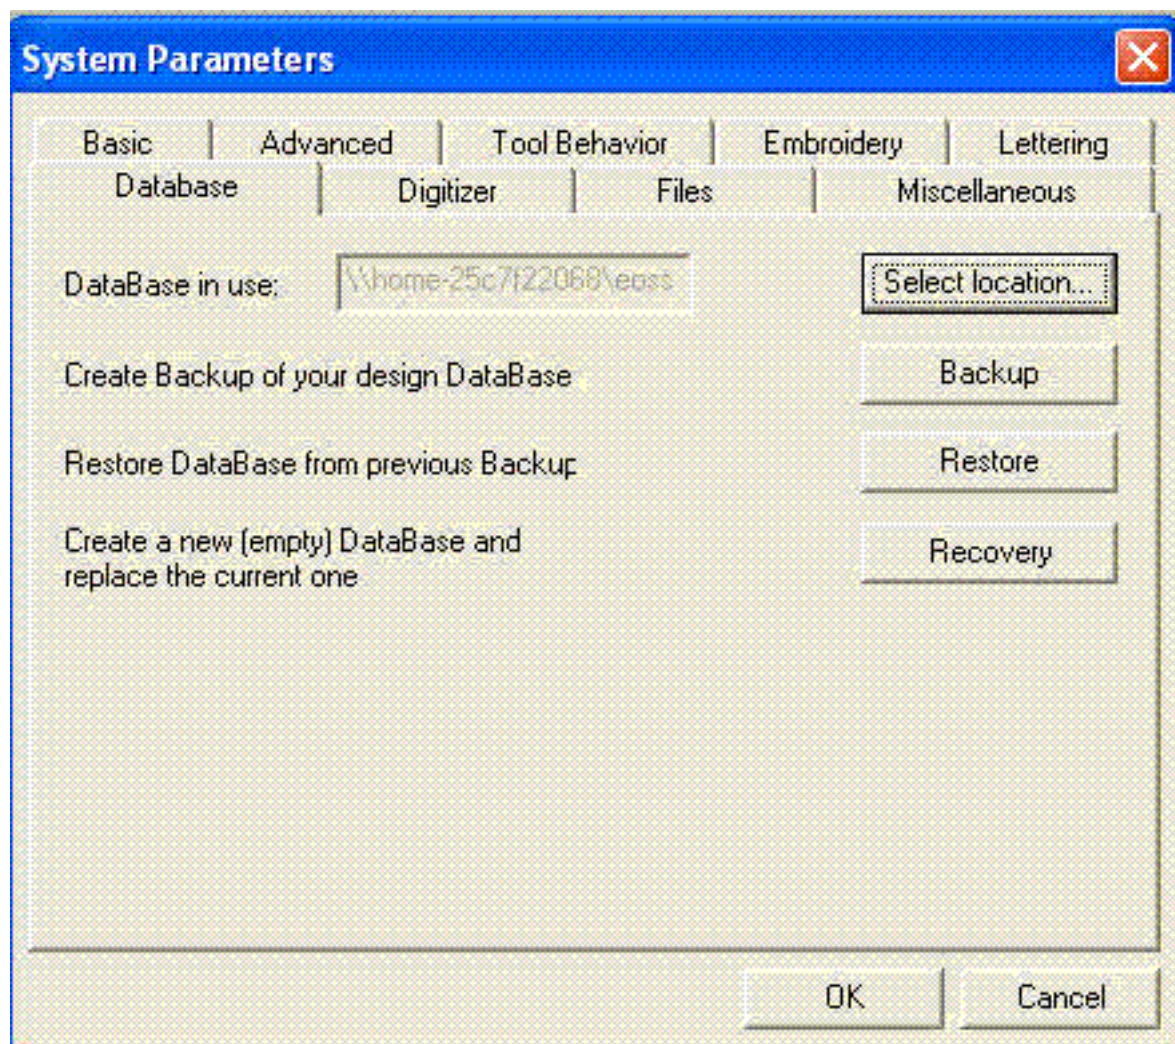 System Parameters
Basic Advanced Tool Behavior Embroidery Lettering
Database Digitizer Files Miscellaneous
DataBase in use: \\home-25c7f22068\eoss Select location...
Create Backup of your design DataBase Backup
Restore DataBase from previous Backup Restore
Create a new (empty) DataBase and
replace the current one Recovery
OK Cancel